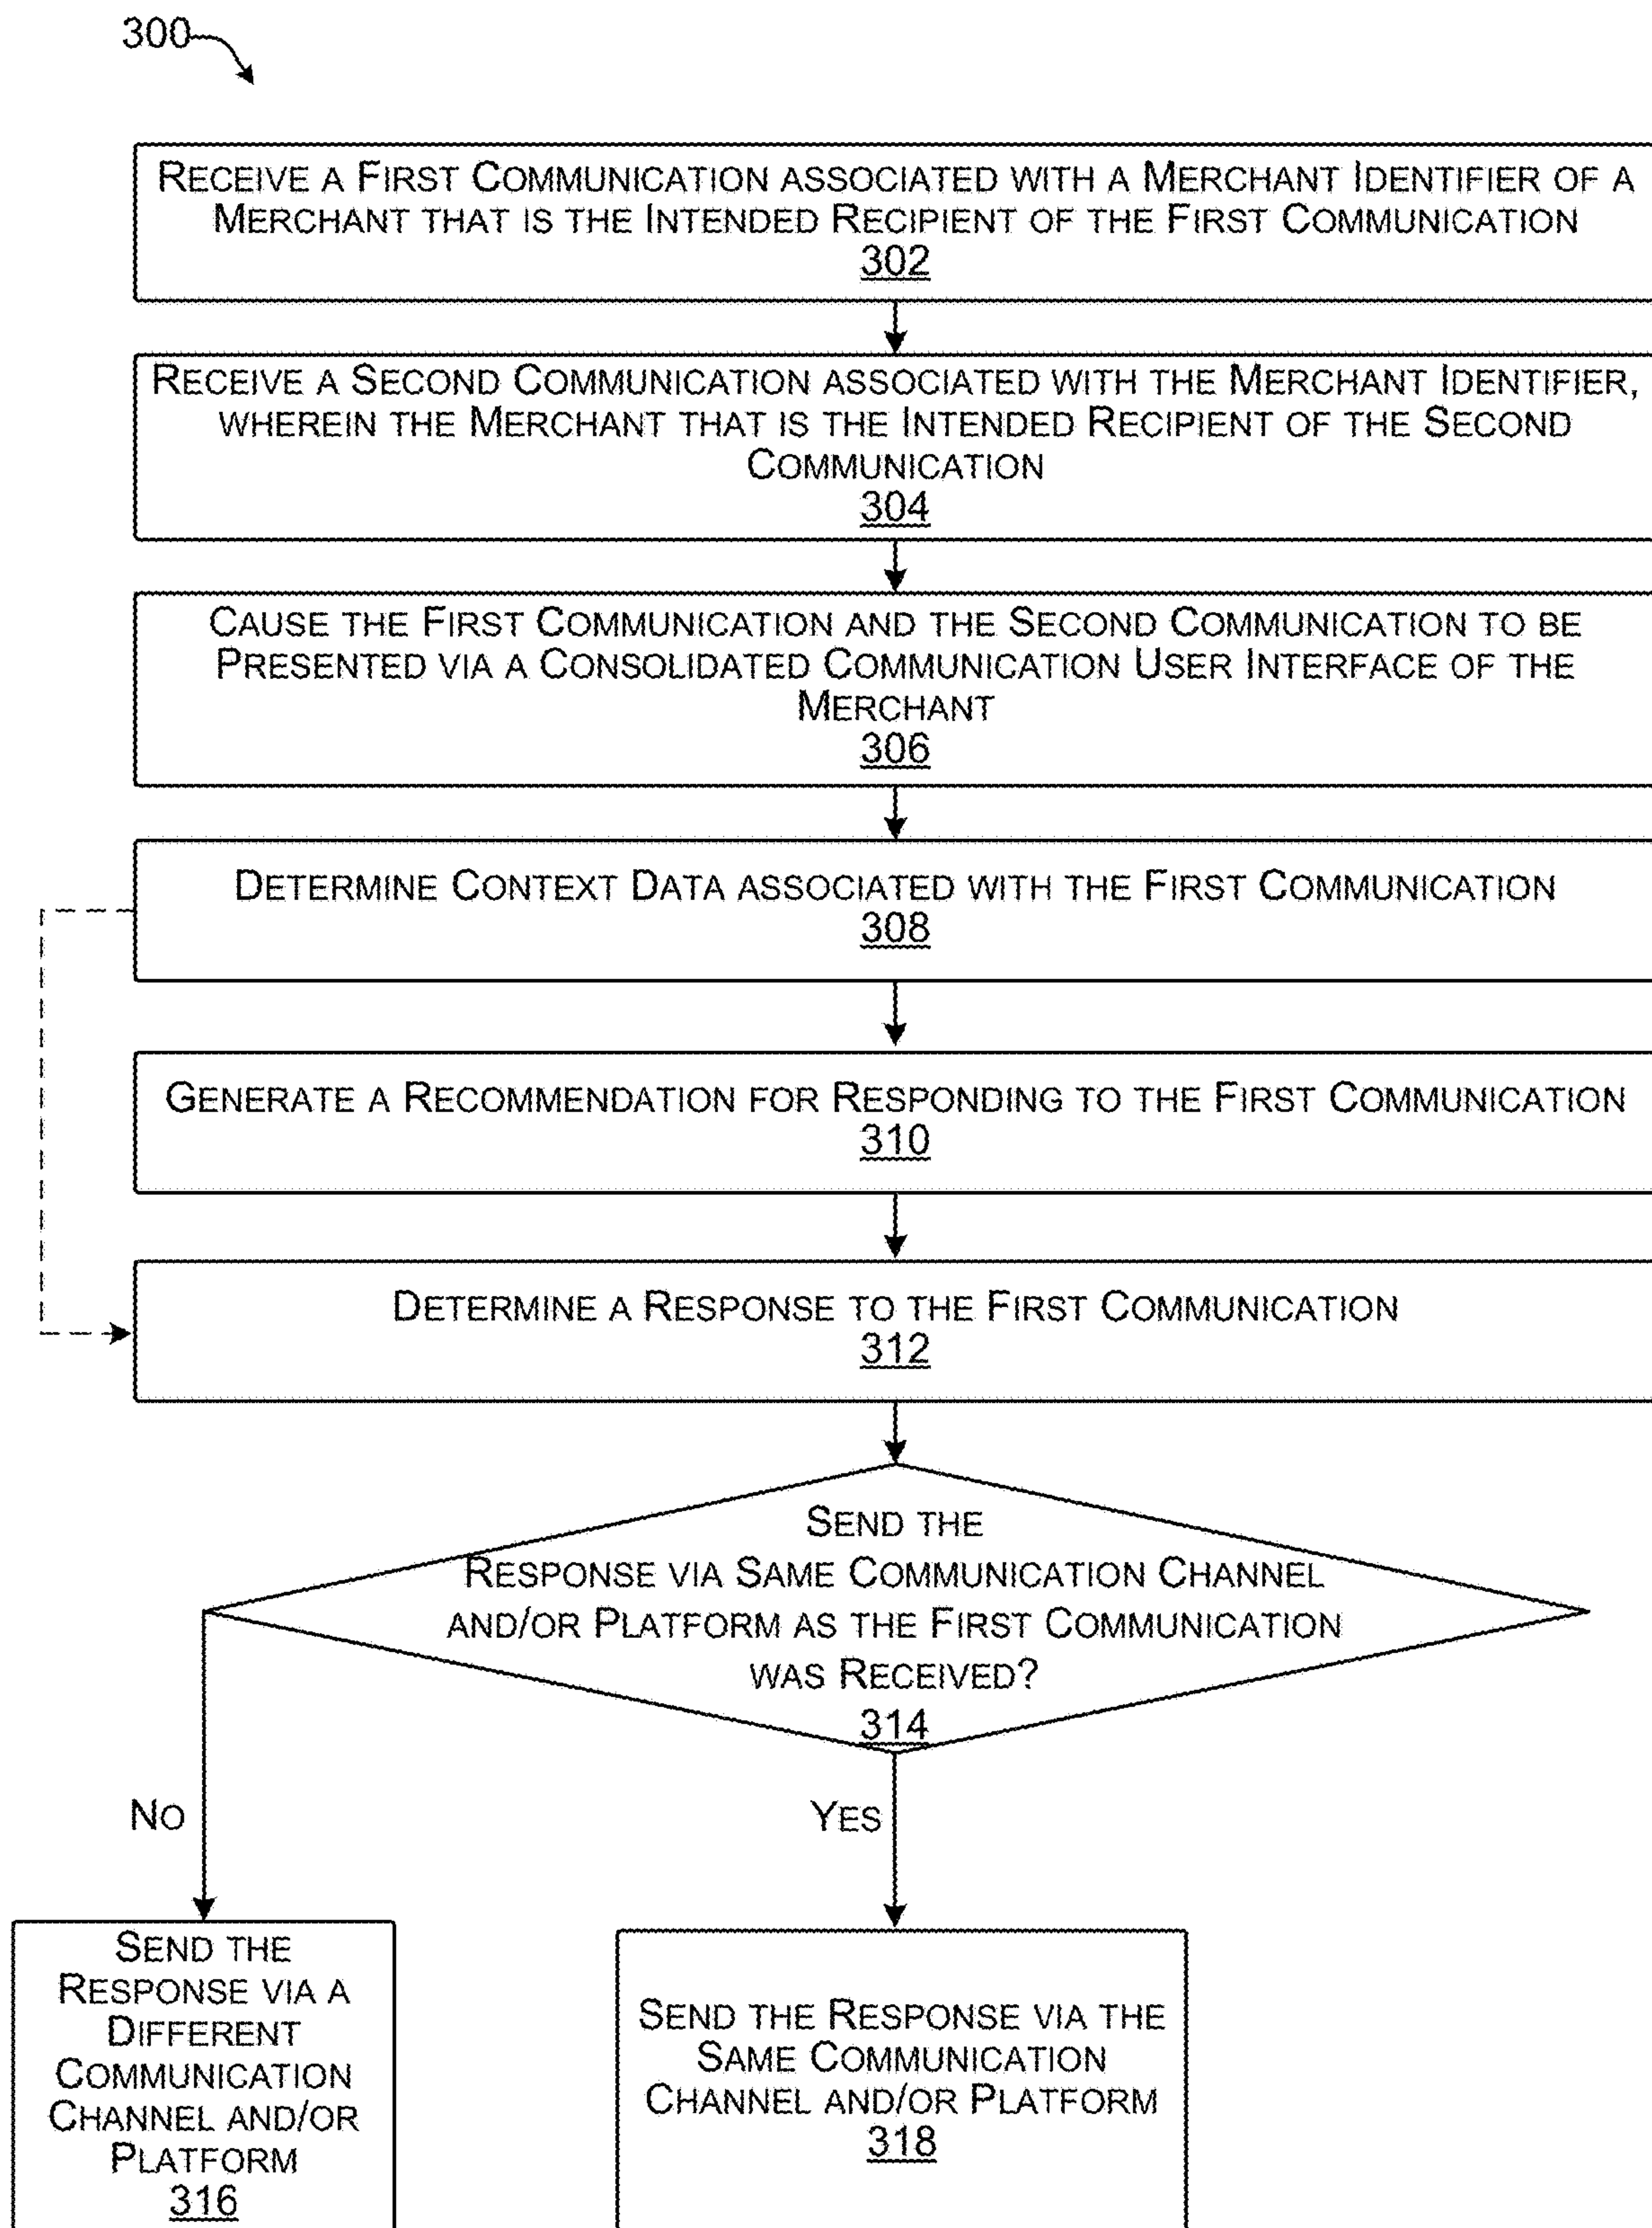 300
RECEIVE A FIRST COMMUNICATION ASSOCIATED WITH A MERCHANT IDENTIFIER OF A
MERCHANT THAT IS THE INTENDED RECIPIENT OF THE FIRST COMMUNICATION
302
RECEIVE A SECOND COMMUNICATION ASSOCIATED WITH THE MERCHANT IDENTIFIER,
WHEREIN THE MERCHANT THAT IS THE INTENDED RECIPIENT OF THE SECOND
COMMUNICATION
304
CAUSE THE FIRST COMMUNICATION AND THE SECOND COMMUNICATION TO BE
PRESENTED VIA A CONSOLIDATED COMMUNICATION USER INTERFACE OF THE
MERCHANT
306
DETERMINE CONTEXT DATA ASSOCIATED WITH THE FIRST COMMUNICATION
308
GENERATE A RECOMMENDATION FOR RESPONDING TO THE FIRST COMMUNICATION
310
DETERMINE A RESPONSE TO THE FIRST COMMUNICATION
312
SEND THE
RESPONSE VIA SAME COMMUNICATION CHANNEL
AND/OR PLATFORM AS THE FIRST COMMUNICATION
WAS RECEIVED?
314
NO
YES
SEND THE
RESPONSE VIA A
DIFFERENT
COMMUNICATION
CHANNEL AND/OR
PLATFORM
316
SEND THE RESPONSE VIA THE
SAME COMMUNICATION
CHANNEL AND/OR PLATFORM
318